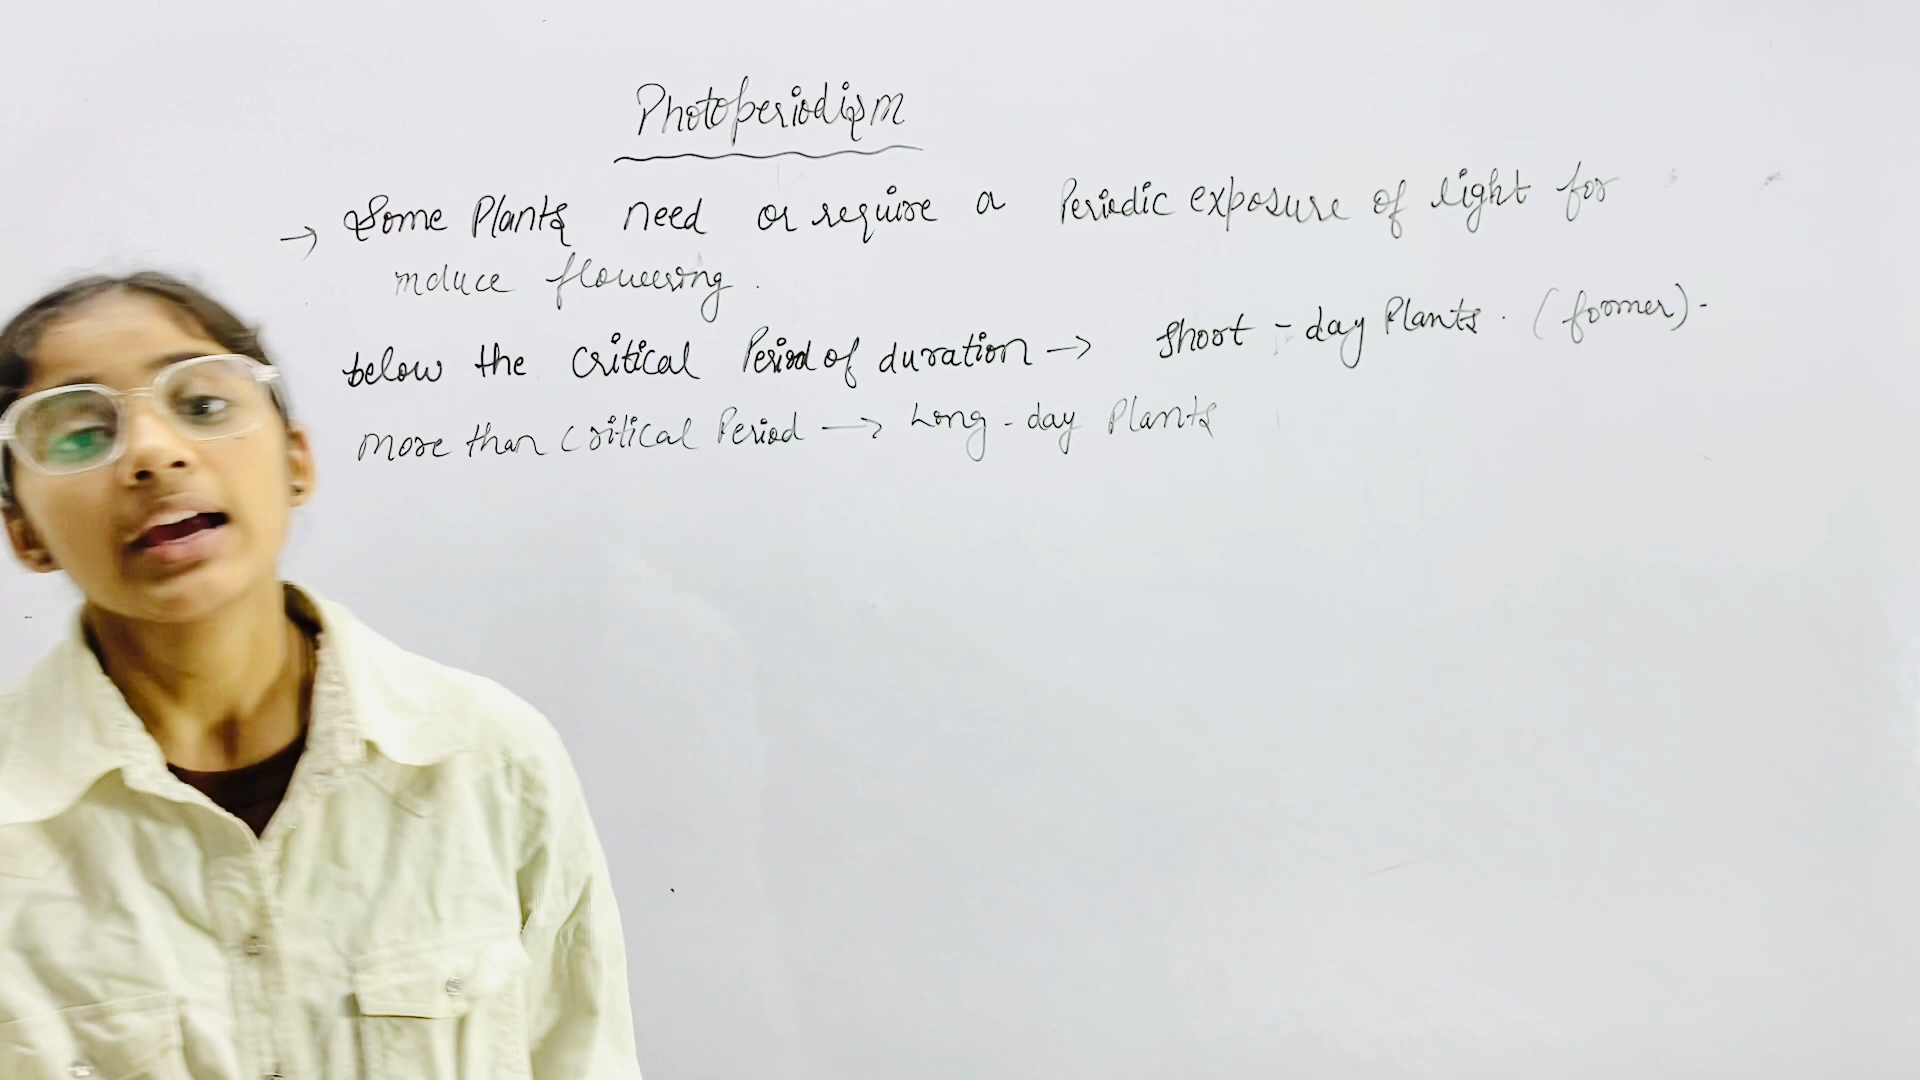 Photoperiodism
→ Some Plants need or require a Periodic exposure of light for
induce flowering.
below the critical Period of duration → short - day Plants. (former).
more than critical Period → Long - day Plants